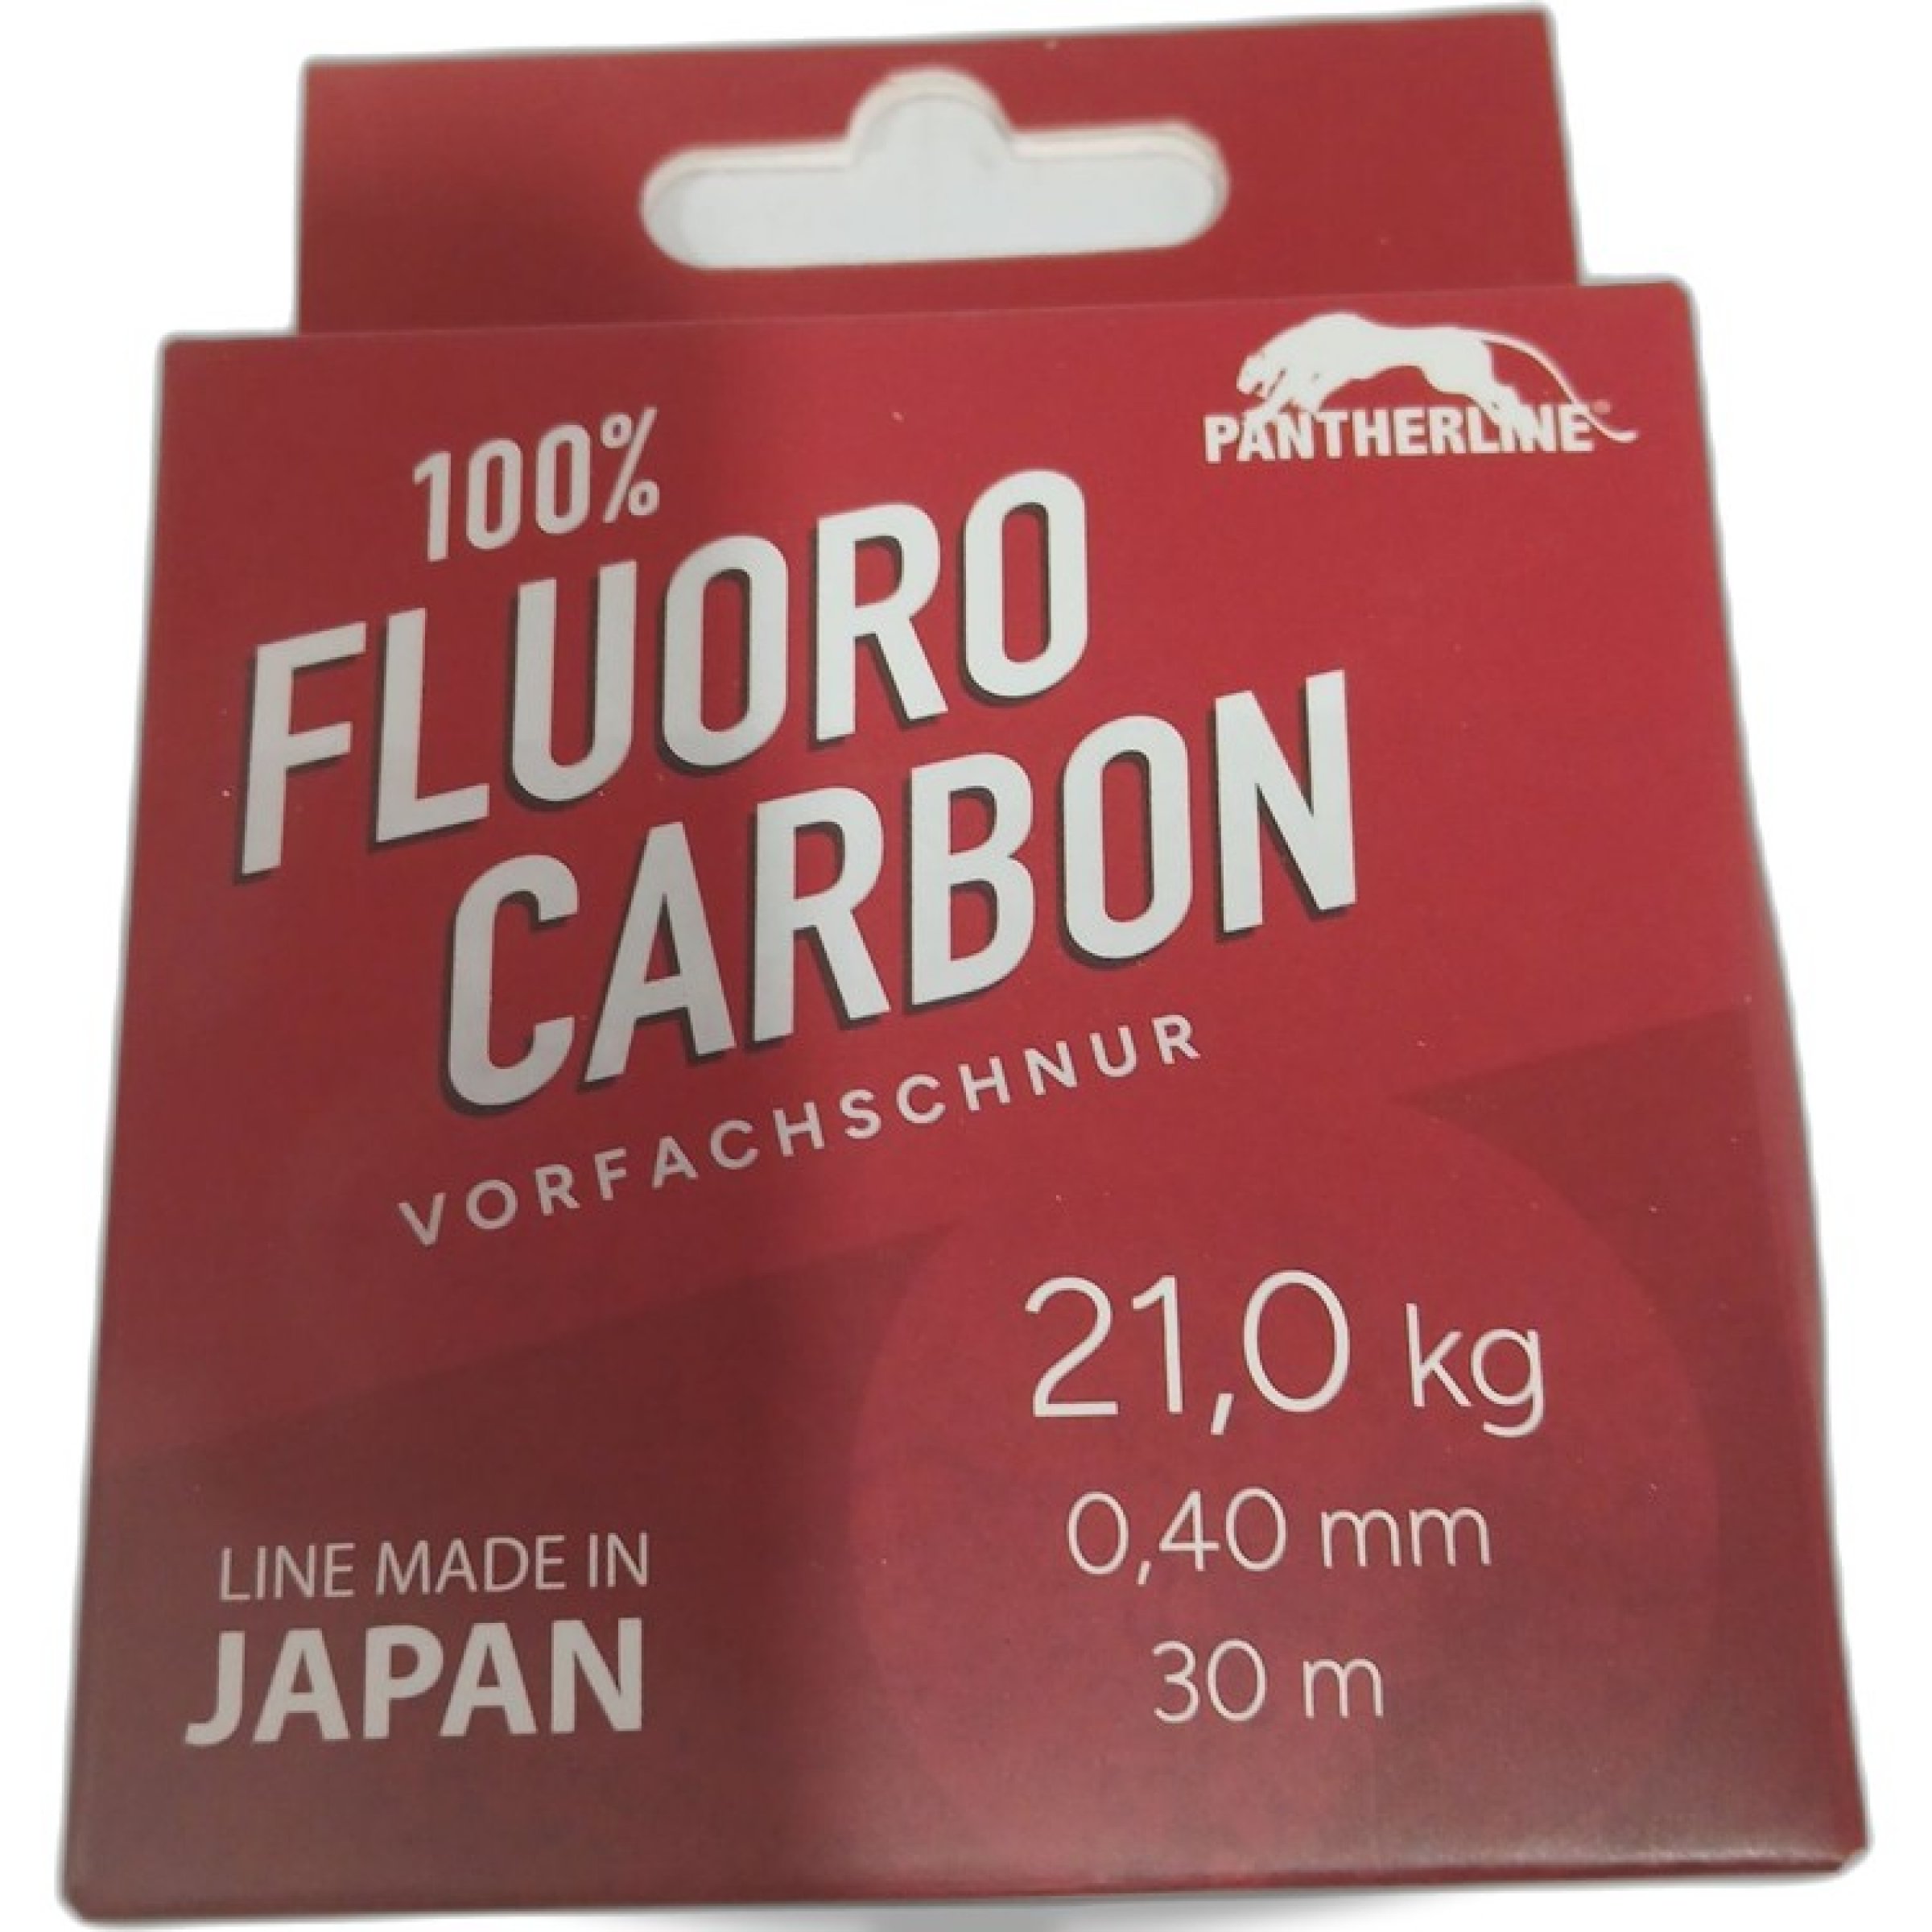 PANTHERLINE®
100%
FLUORO
CARBON
VORFACHSCHNUR
21,0 kg
0,40 mm
30 m
LINE MADE IN
JAPAN